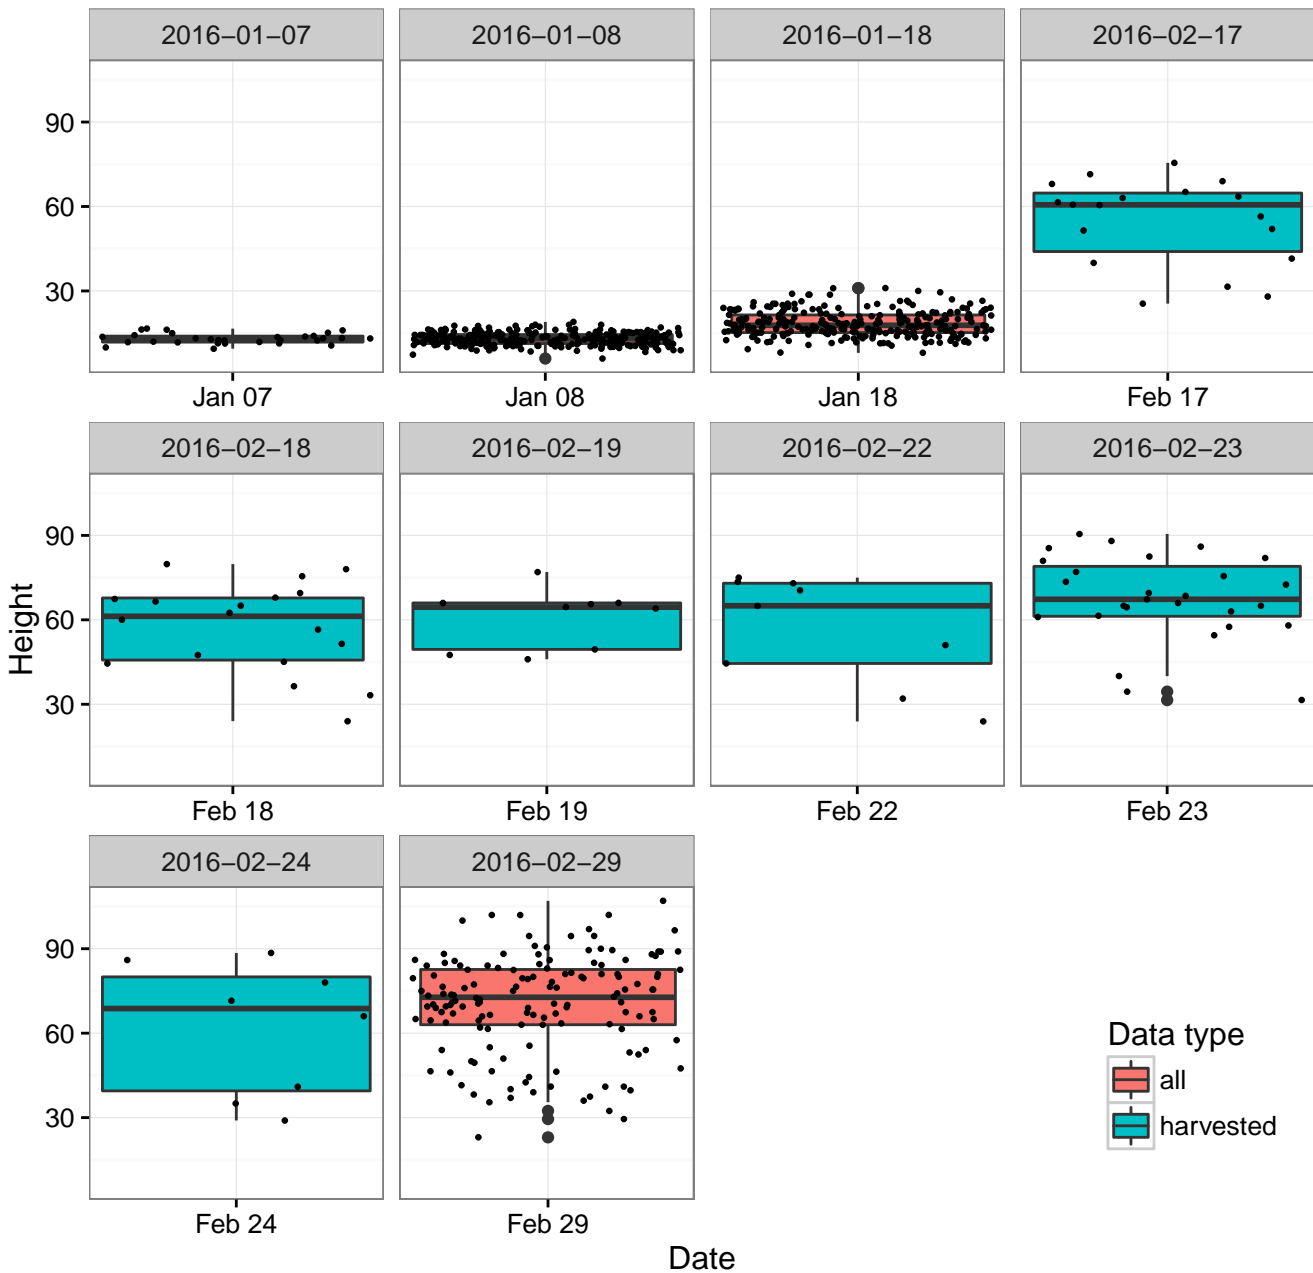 2016−01−07 2016−01−08 2016−01−18 2016−02−17
90
60
30
Jan 07 Jan 08 Jan 18 Feb 17
2016−02−18 2016−02−19 2016−02−22 2016−02−23
90
60
30
Height
Feb 18 Feb 19 Feb 22 Feb 23
2016−02−24 2016−02−29
90
60
30
Feb 24 Feb 29
Date
Data type
all
harvested